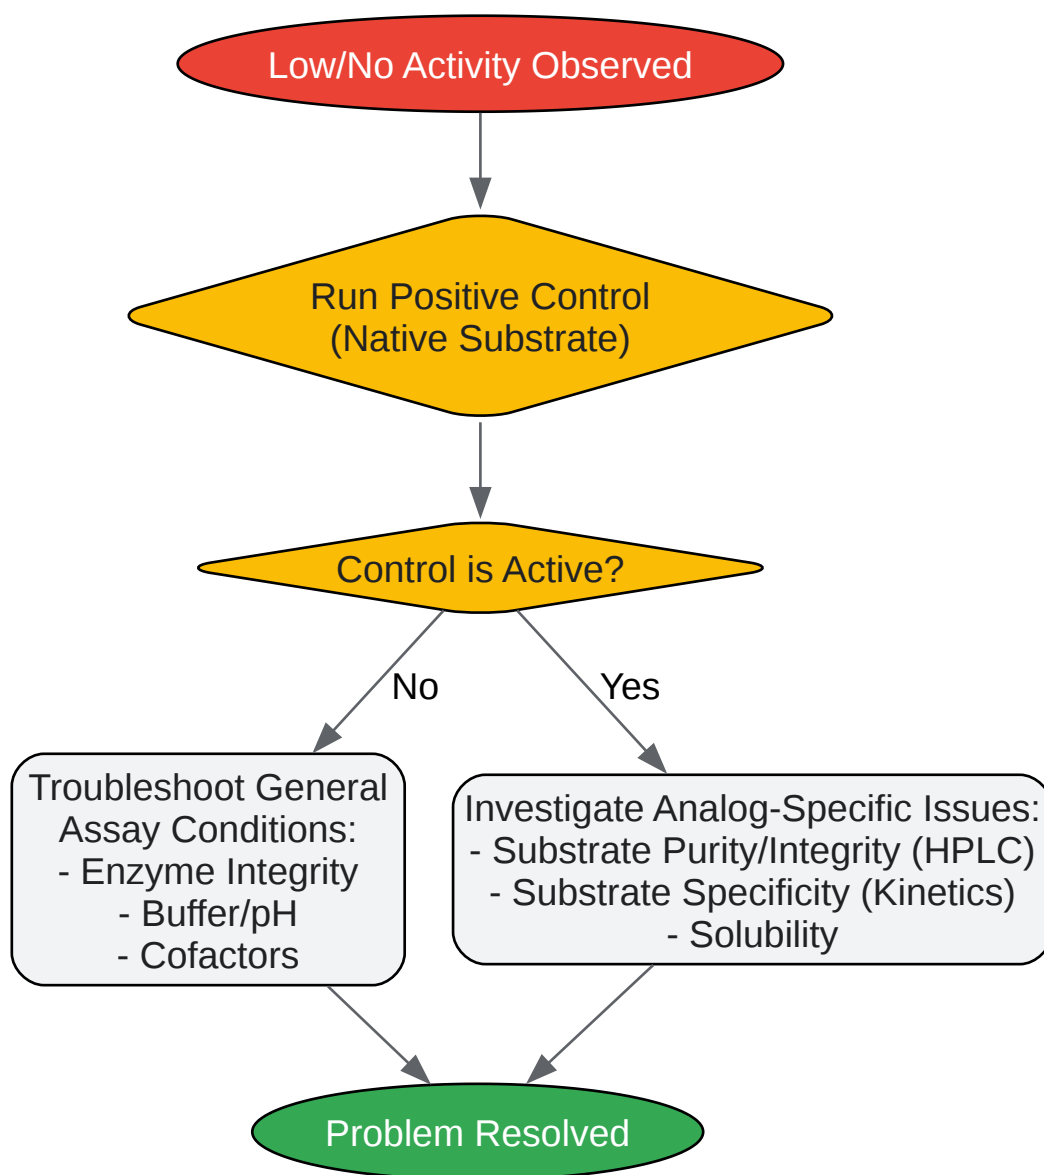 Low/No Activity Observed
Run Positive Control
(Native Substrate)
Control is Active?
No
Yes
Troubleshoot General
Assay Conditions:
- Enzyme Integrity
- Buffer/pH
- Cofactors
Investigate Analog-Specific Issues:
- Substrate Purity/Integrity (HPLC)
- Substrate Specificity (Kinetics)
- Solubility
Problem Resolved